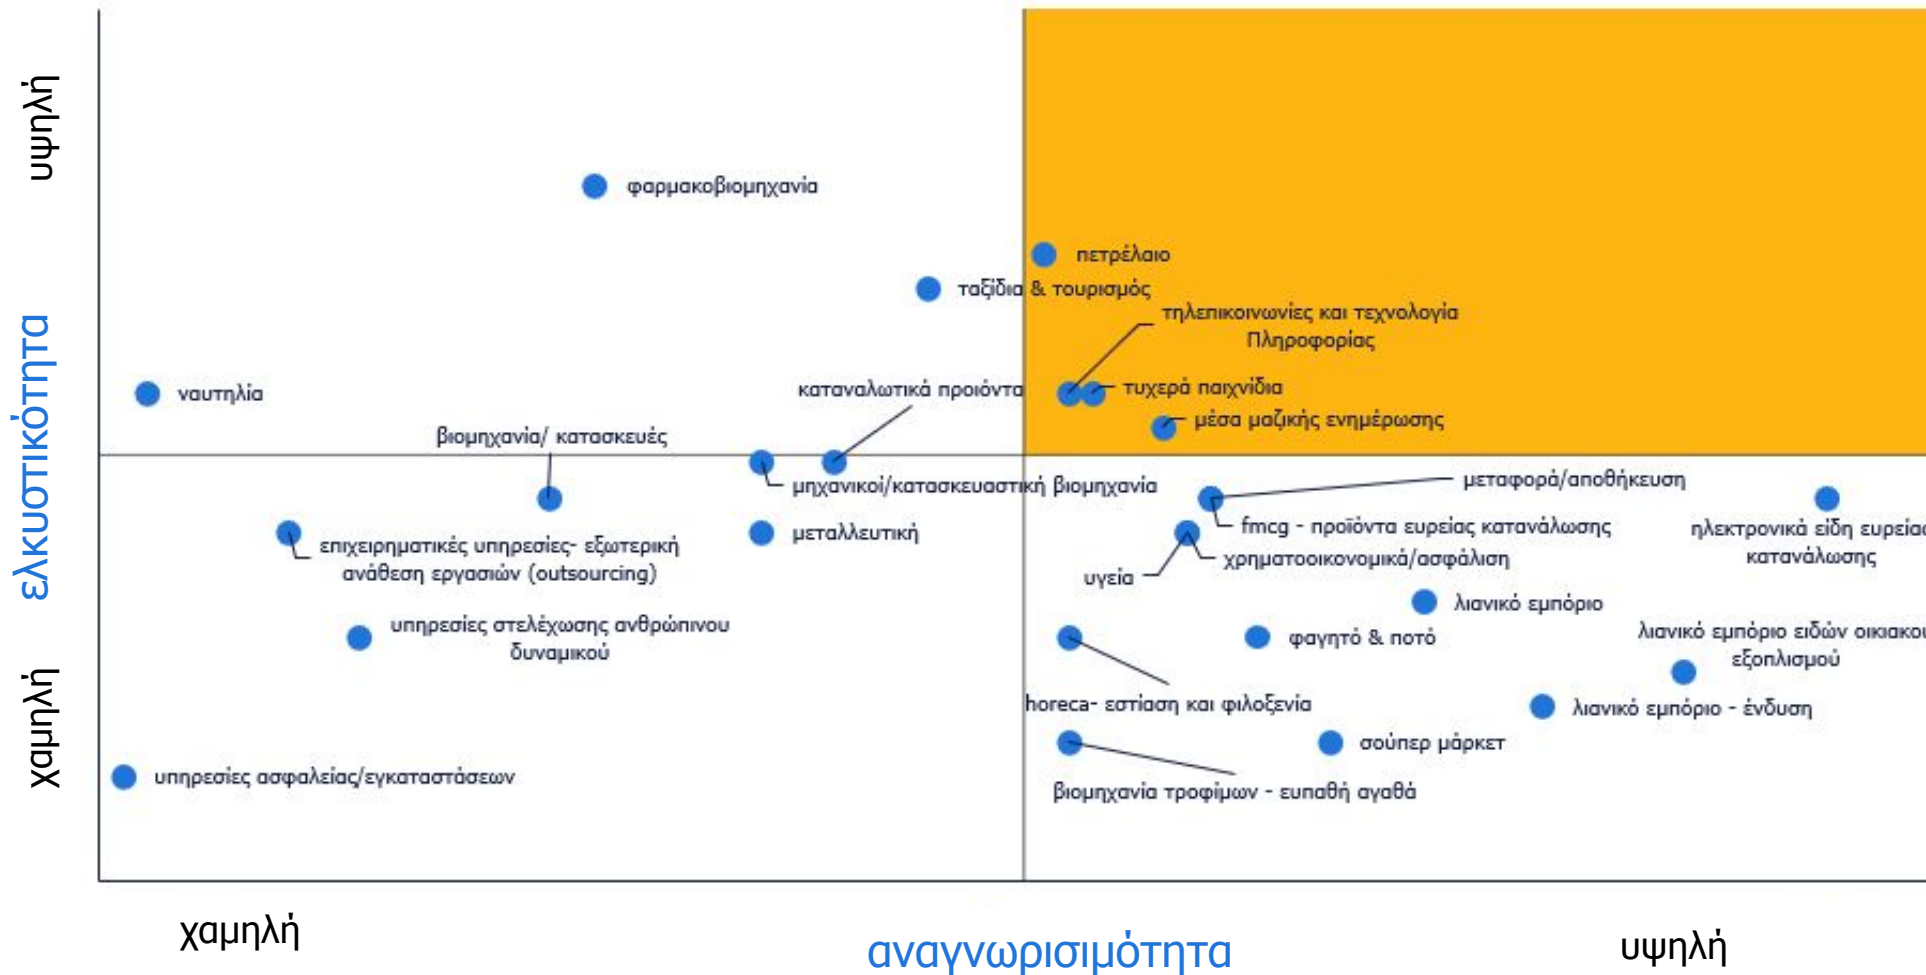 υψηλή
φαρμακοβιομηχανία
πετρέλαιο
ταξίδια & τουρισμός
τηλεπικοινωνίες και τεχνολογία
Πληροφορίας
ναυτηλία
καταναλωτικά προιόντα
τυχερά παιχνίδια
μέσα μαζικής ενημέρωσης
ελκυστικότητα
βιομηχανία/ κατασκευές
μηχανικοί/κατασκευαστική βιομηχανία
μεταφορά/αποθήκευση
fmcg - προϊόντα ευρείας κατανάλωσης
ηλεκτρονικά είδη ευρείας
κατανάλωσης
μεταλλευτική
επιχειρηματικές υπηρεσίες- εξωτερική
ανάθεση εργασιών (outsourcing)
χρηματοοικονομικά/ασφάλιση
υγεία
λιανικό εμπόριο
υπηρεσίες στελέχωσης ανθρώπινου
δυναμικού
φαγητό & ποτό
λιανικό εμπόριο ειδών οικιακού
εξοπλισμού
horeca- εστίαση και φιλοξενία
λιανικό εμπόριο - ένδυση
χαμηλή
σούπερ μάρκετ
υπηρεσίες ασφαλείας/εγκαταστάσεων
βιομηχανία τροφίμων - ευπαθή αγαθά
χαμηλή
αναγνωρισιμότητα
υψηλή